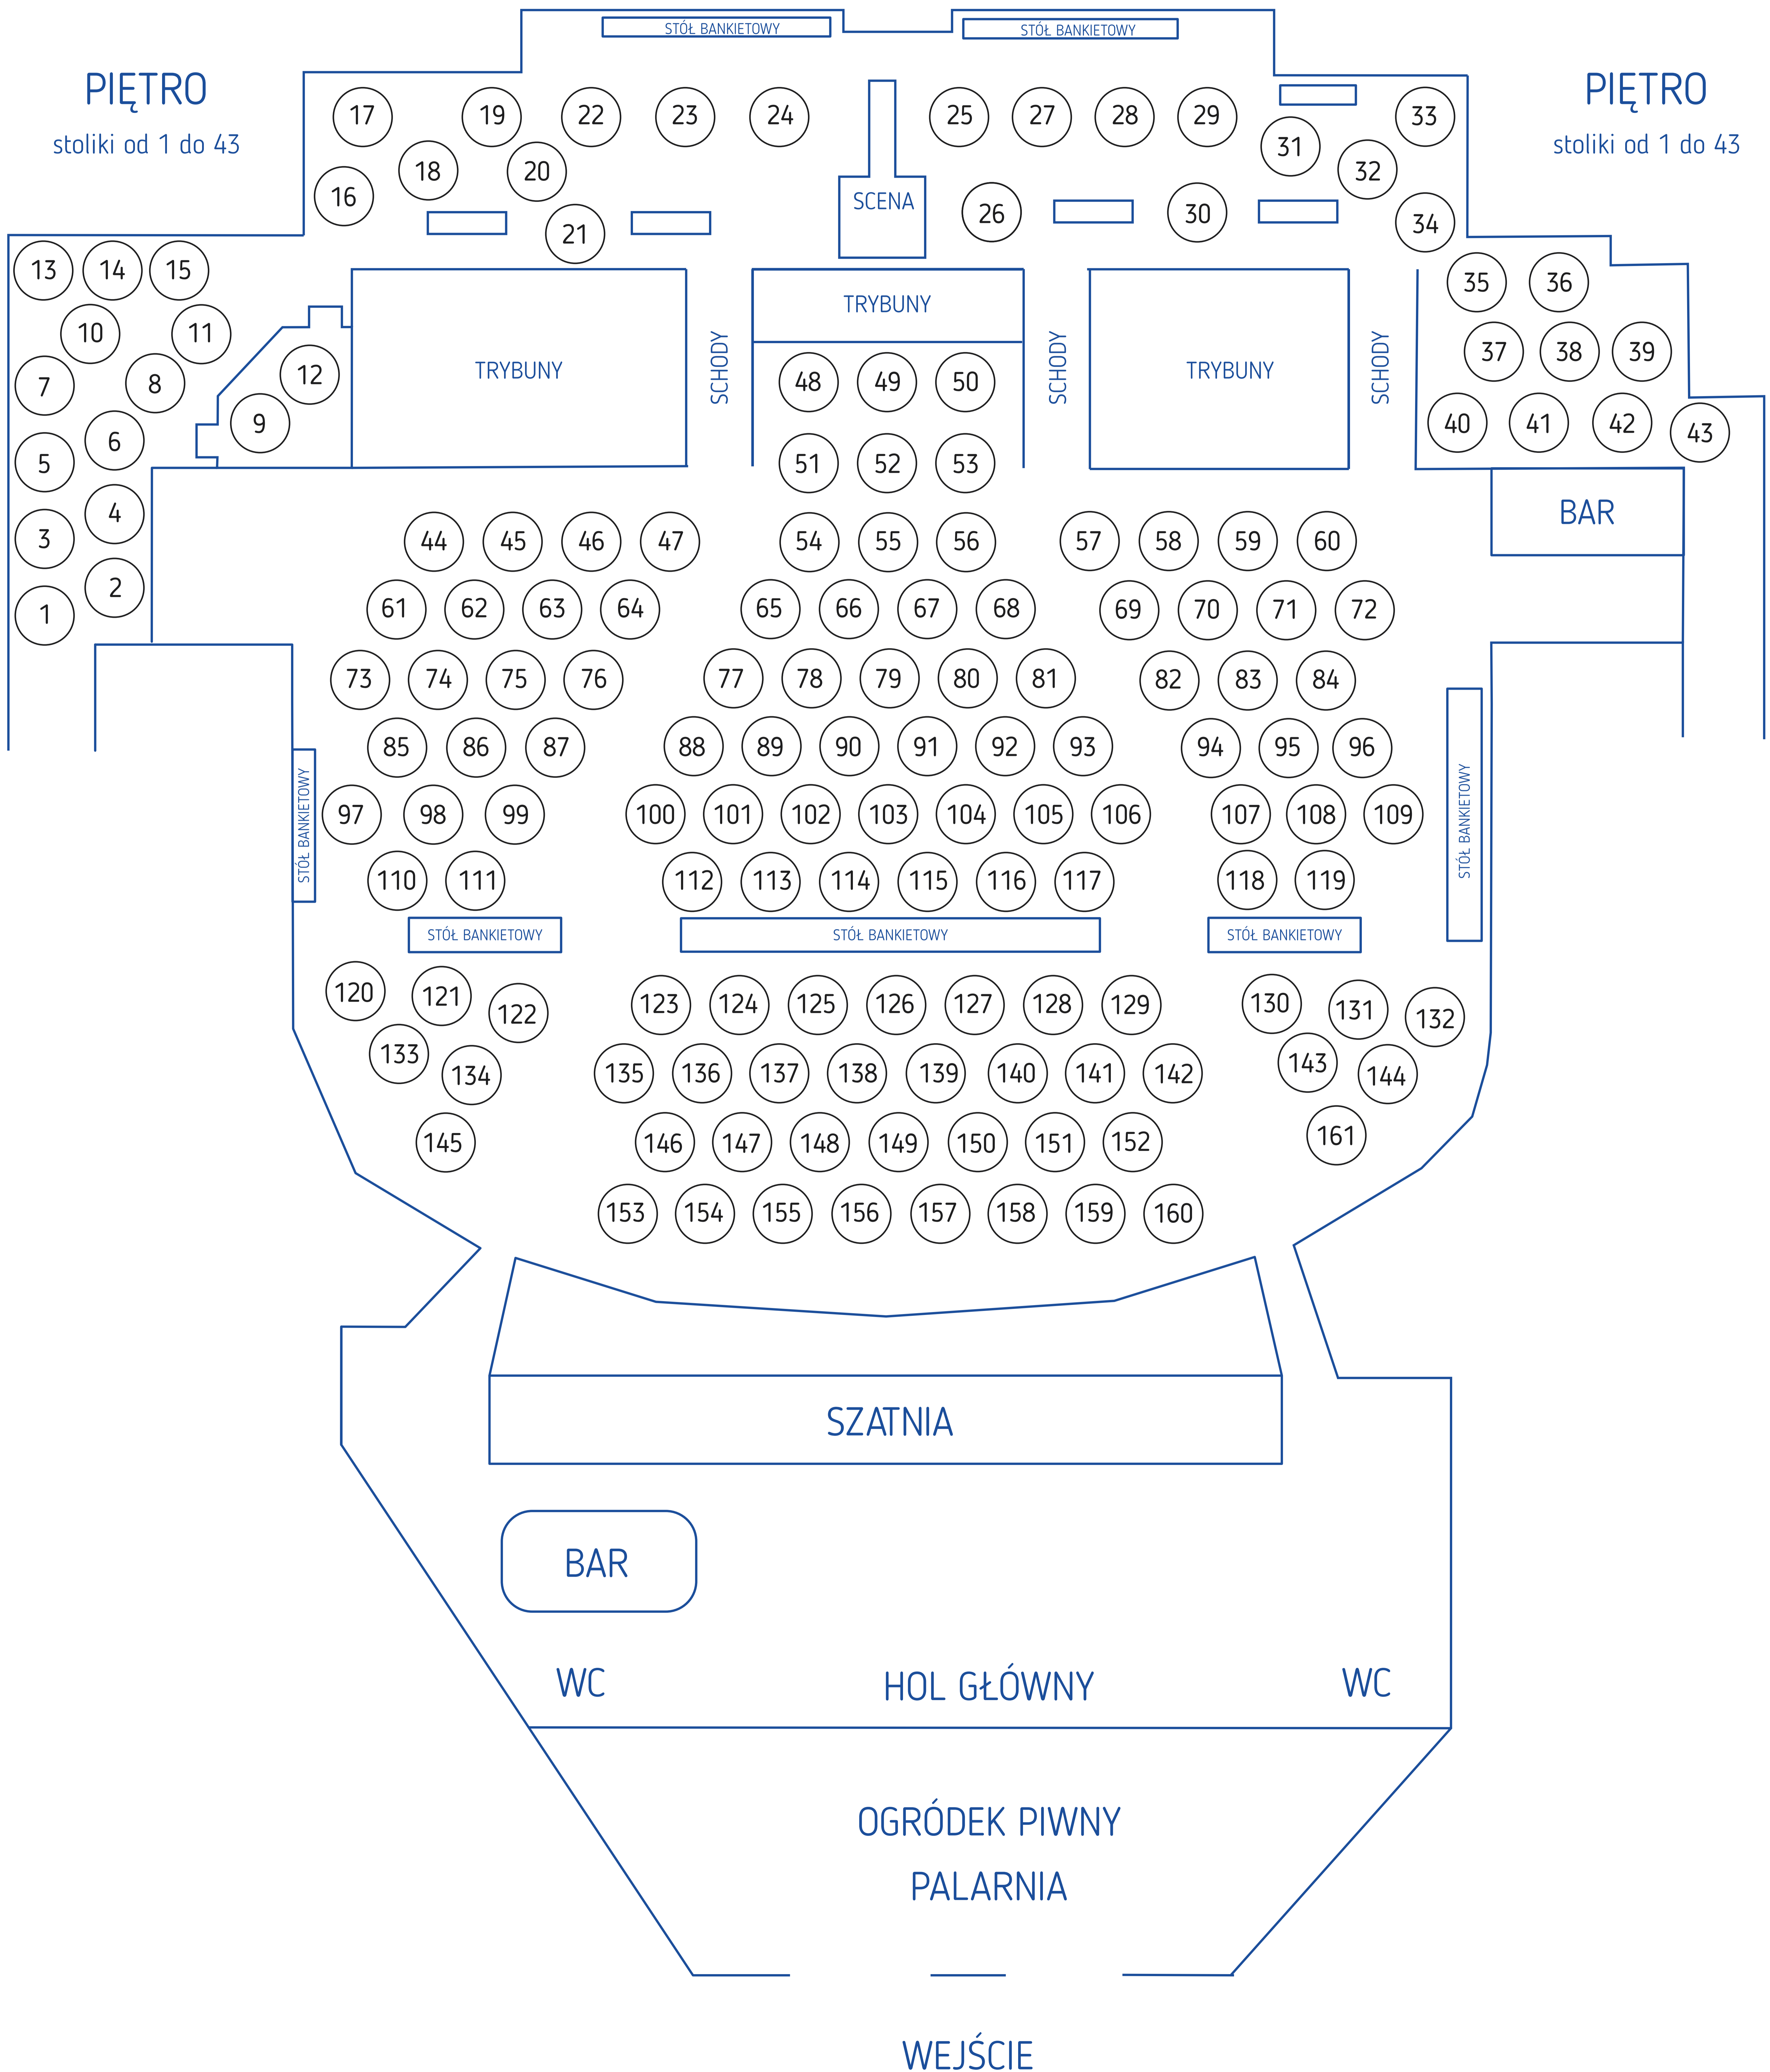 STÓŁ BANKIETOWY STÓŁ BANKIETOWY
PIĘTRO PIĘTRO
stoliki od 1 do 43 stoliki od 1 do 43
17 19 22 23 24 25 27 28 29 33
31
18 20 32
16 SCENA 26 30
21 34
13 14 15 35 36
TRYBUNY
10 11 37 38 39
12 TRYBUNY SCHODY SCHODY TRYBUNY SCHODY
7 8 48 49 50
9 40 41 42 43
6
5 51 52 53
4 BAR
3 44 45 46 47 54 55 56 57 58 59 60
2
1 61 62 63 64 65 66 67 68 69 70 71 72
73 74 75 76 77 78 79 80 81 82 83 84
85 86 87 88 89 90 91 92 93 94 95 96
STÓŁ BANKIETOWY STÓŁ BANKIETOWY
97 98 99 100 101 102 103 104 105 106 107 108 109
110 111 112 113 114 115 116 117 118 119
STÓŁ BANKIETOWY STÓŁ BANKIETOWY STÓŁ BANKIETOWY
120 121 122 123 124 125 126 127 128 129 130 131 132
133 134 135 136 137 138 139 140 141 142 143 144
145 146 147 148 149 150 151 152 161
153 154 155 156 157 158 159 160
SZATNIA
BAR
WC HOL GŁÓWNY WC
OGRÓDEK PIWNY
PALARNIA
WEJŚCIE